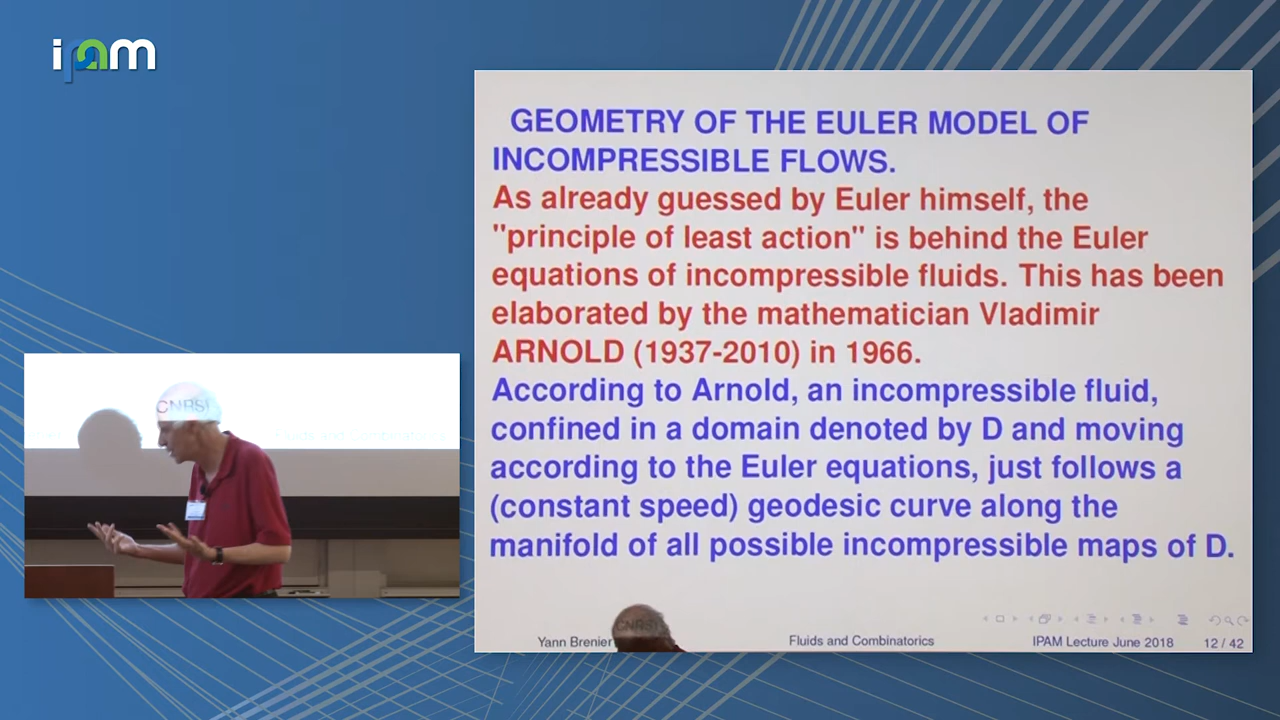 ipam
GEOMETRY OF THE EULER MODEL OF
INCOMPRESSIBLE FLOWS.
As already guessed by Euler himself, the
"principle of least action" is behind the Euler
equations of incompressible fluids. This has been
elaborated by the mathematician Vladimir
ARNOLD (1937-2010) in 1966.
According to Arnold, an incompressible fluid,
confined in a domain denoted by D and moving
according to the Euler equations, just follows a
(constant speed) geodesic curve along the
manifold of all possible incompressible maps of D.
CNRS
Yann Brenier
Fluids and Combinatorics
IPAM Lecture June 2018
12 / 42
CNRS
Fluids and Combinatorics